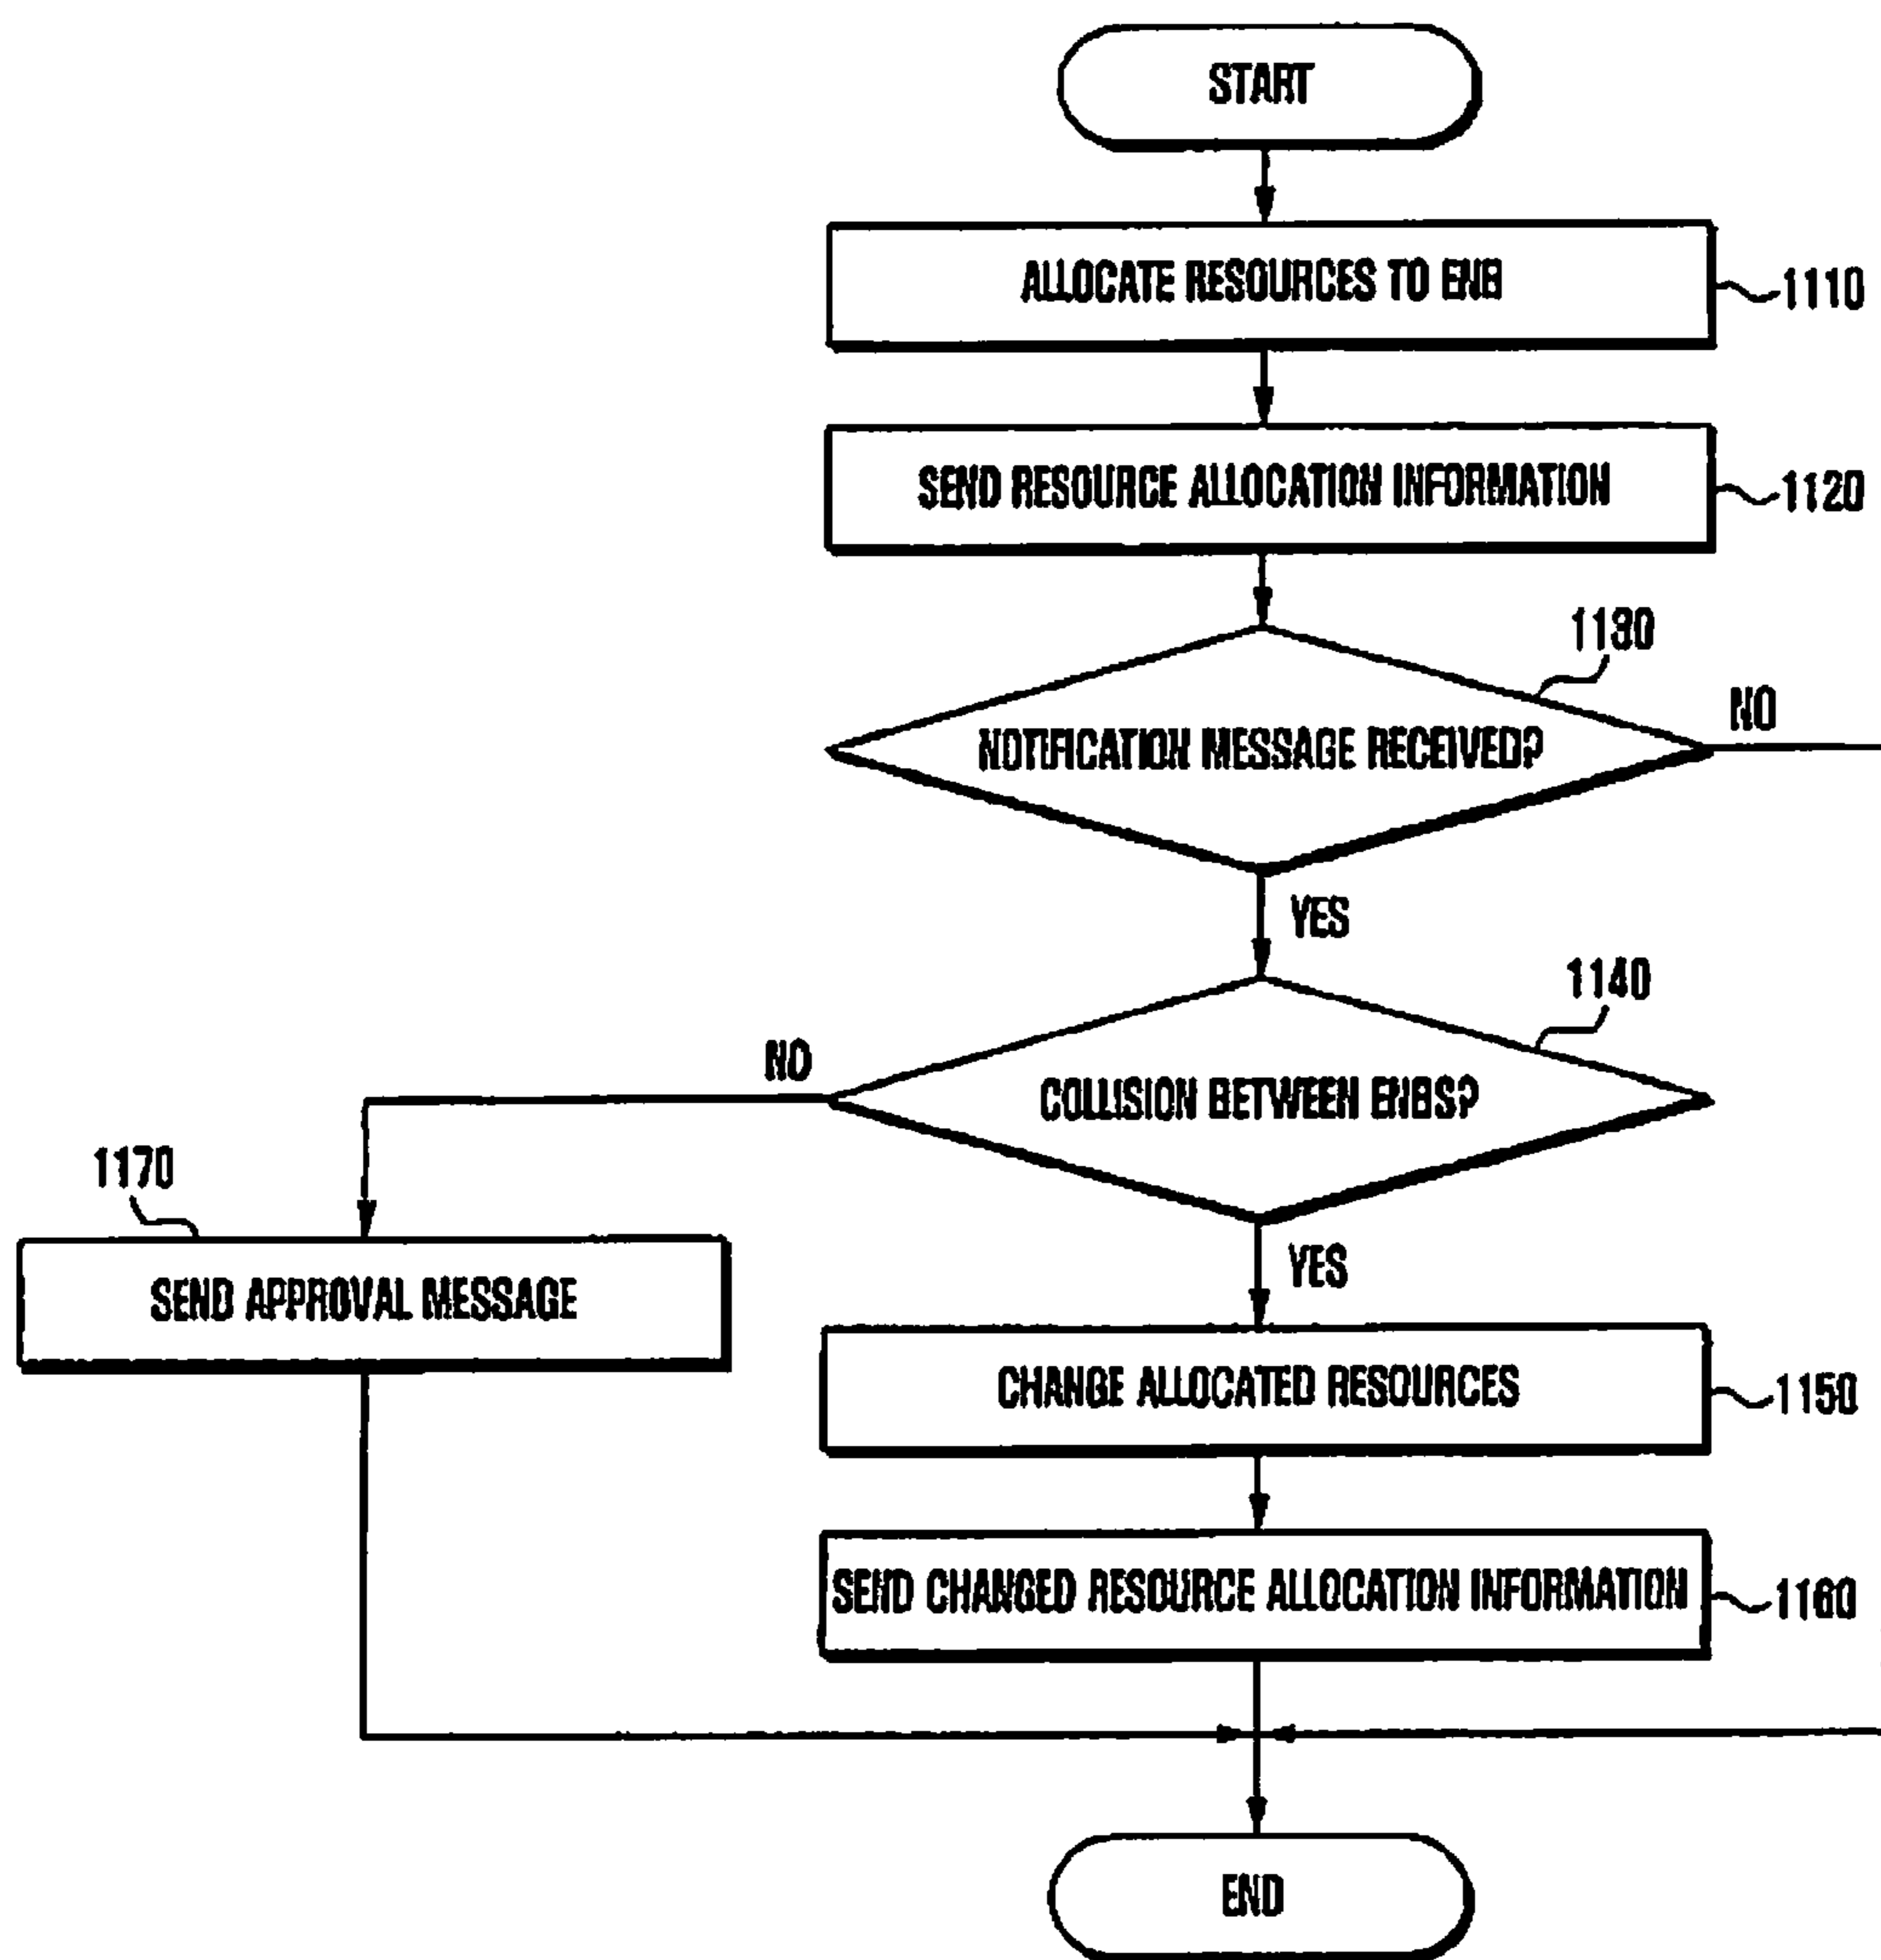 START
ALLOCATE RESOURCES TO ENB
1110
SEND RESOURCE ALLOCATION INFORMATION
1120
1130
NOTIFICATION MESSAGE RECEIVED?
NO
YES
1140
COLLISION BETWEEN ENBS?
NO
1170
SEND APPROVAL MESSAGE
YES
CHANGE ALLOCATED RESOURCES
1150
SEND CHANGED RESOURCE ALLOCATION INFORMATION
1160
END